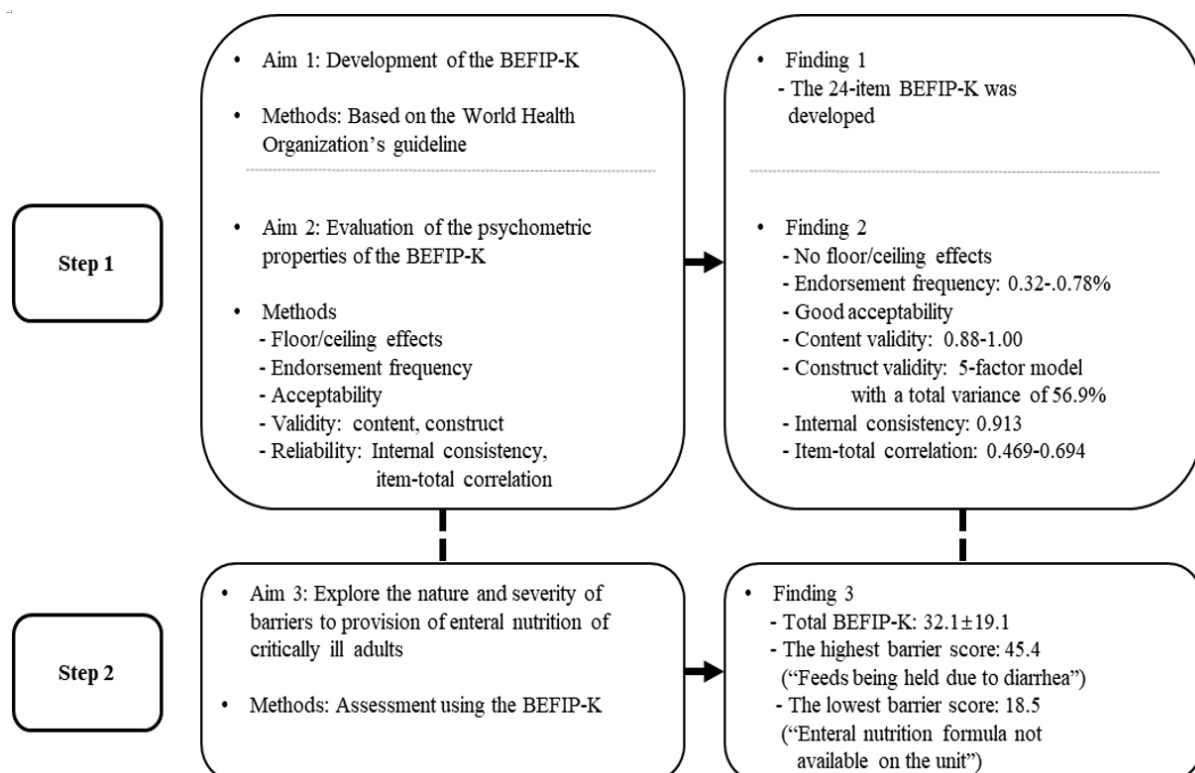 Step 1
• Aim 1: Development of the BEFIP-K
• Methods: Based on the World Health
Organization’s guideline
• Aim 2: Evaluation of the psychometric
properties of the BEFIP-K
• Methods
- Floor/ceiling effects
- Endorsement frequency
- Acceptability
- Validity: content, construct
- Reliability: Internal consistency,
item-total correlation
• Finding 1
- The 24-item BEFIP-K was
developed
• Finding 2
- No floor/ceiling effects
- Endorsement frequency: 0.32-.0.78%
- Good acceptability
- Content validity: 0.88-1.00
- Construct validity: 5-factor model
with a total variance of 56.9%
- Internal consistency: 0.913
- Item-total correlation: 0.469-0.694
Step 2
• Aim 3: Explore the nature and severity of
barriers to provision of enteral nutrition of
critically ill adults
• Methods: Assessment using the BEFIP-K
• Finding 3
- Total BEFIP-K: 32.1±19.1
- The highest barrier score: 45.4
(“Feeds being held due to diarrhea”)
- The lowest barrier score: 18.5
(“Enteral nutrition formula not
available on the unit”)